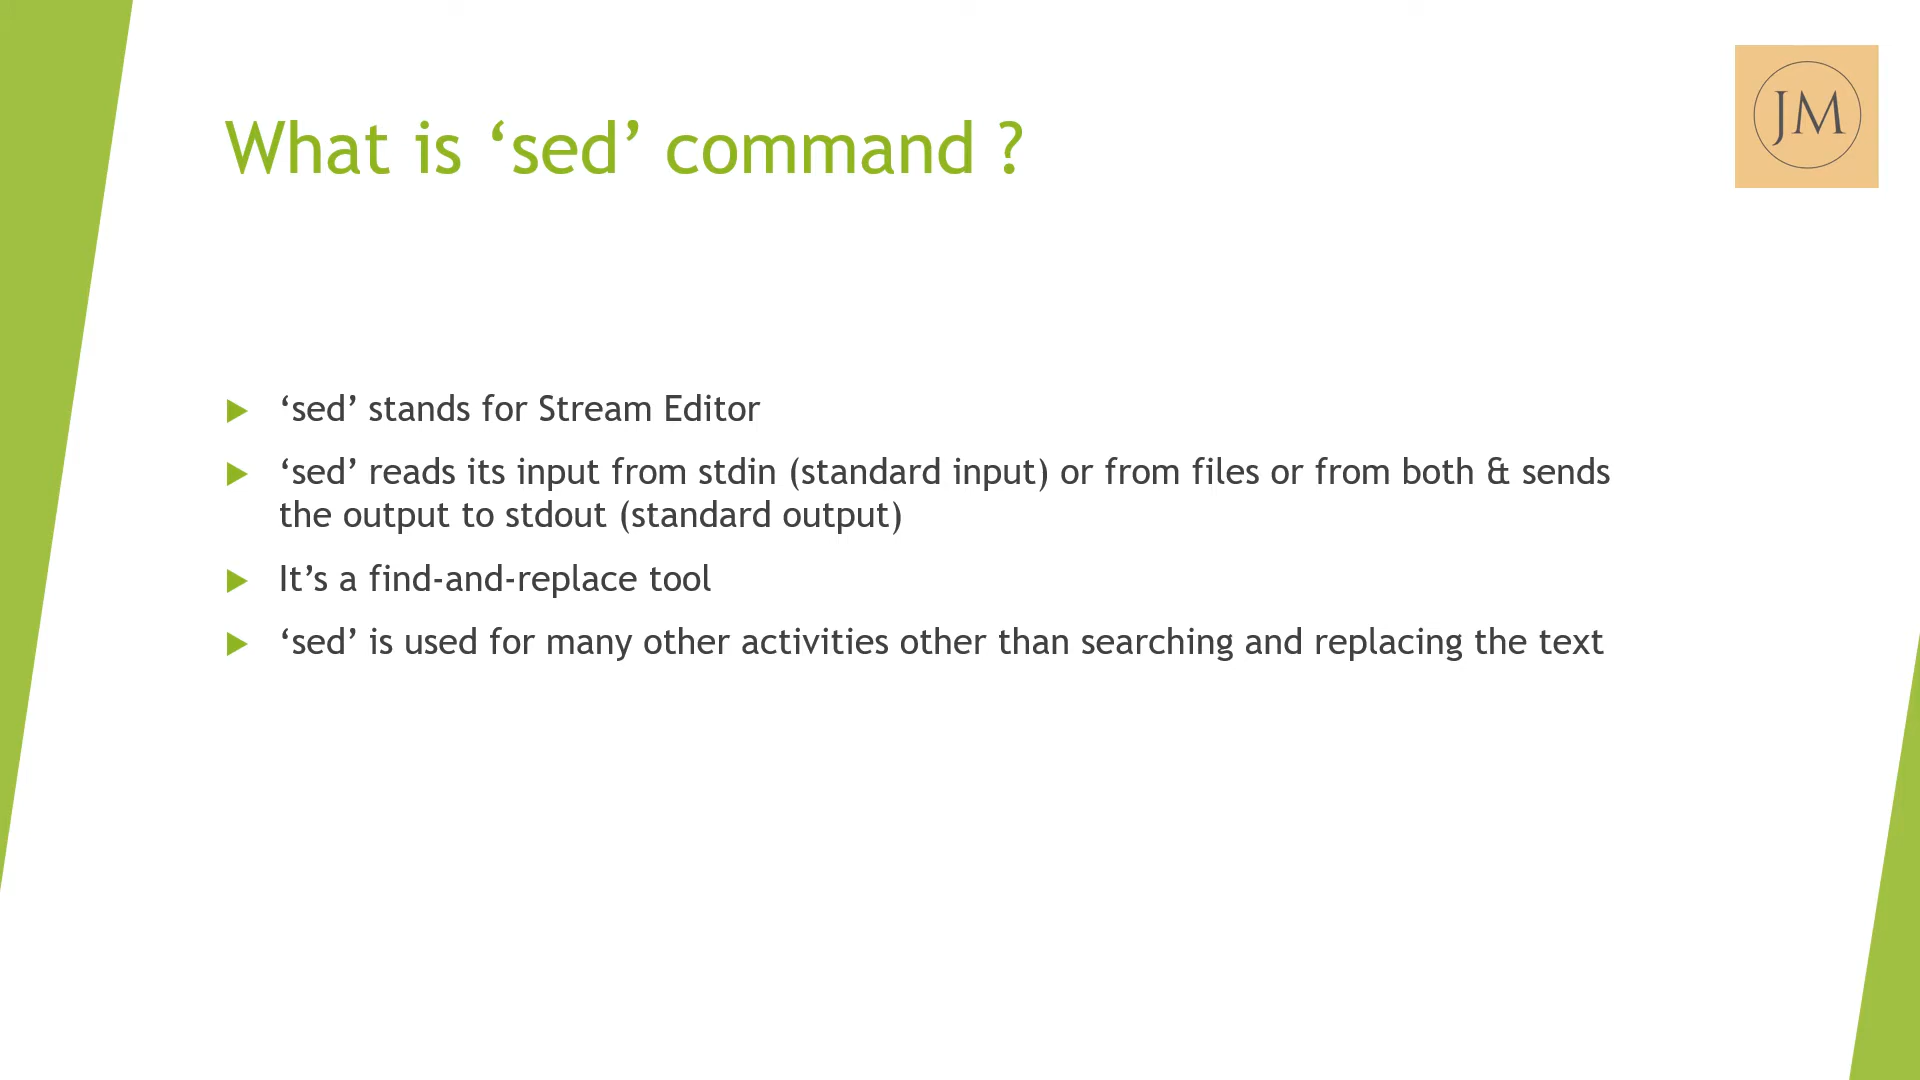 What is ‘sed’ command ?
JM
‘sed’ stands for Stream Editor
‘sed’ reads its input from stdin (standard input) or from files or from both & sends
the output to stdout (standard output)
It’s a find-and-replace tool
‘sed’ is used for many other activities other than searching and replacing the text